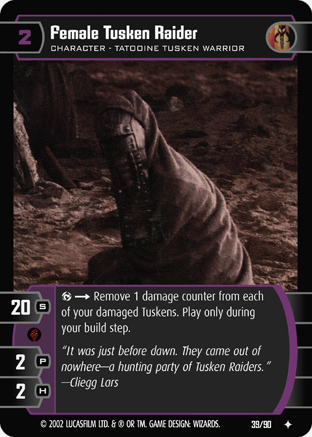 2 Female Tusken Raider
CHARACTER - TATOOINE TUSKEN WARRIOR
→ Remove 1 damage counter from each
of your damaged Tuskens. Play only during
your build step.
20 S
2 P
2 H
"It was just before dawn. They came out of
nowhere—a hunting party of Tusken Raiders."
—Cliegg Lars
© 2002 LUCASFILM LTD. & ® OR TM. GAME DESIGN: WIZARDS. 39/90